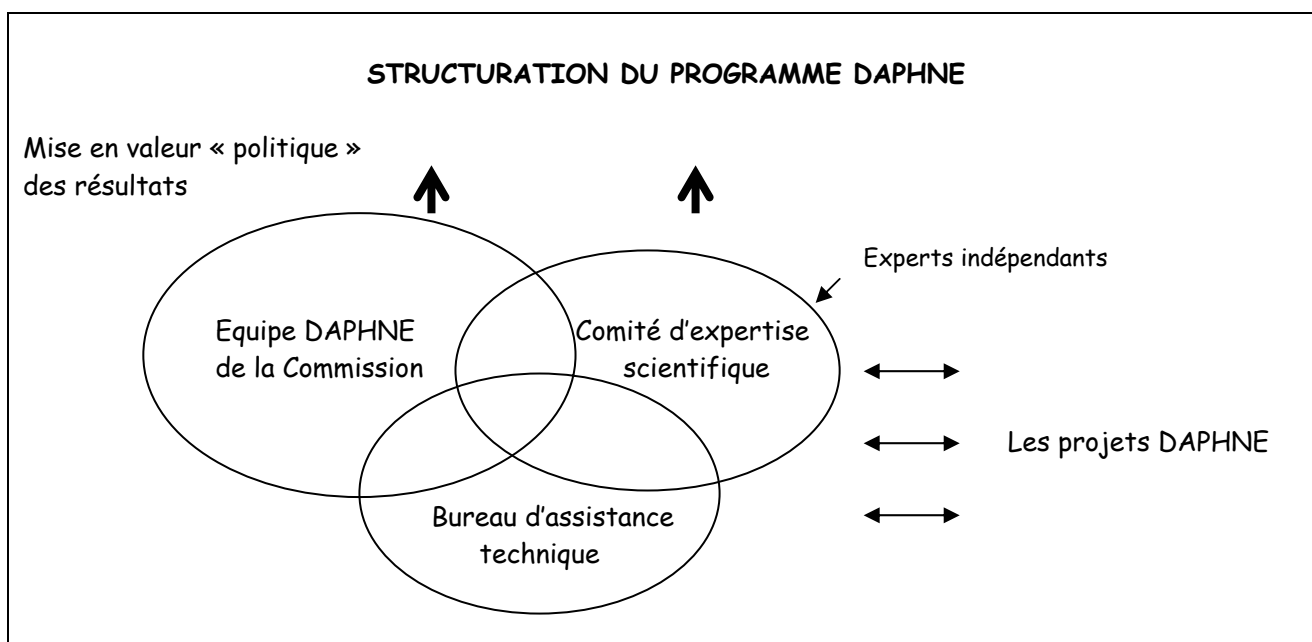 STRUCTURATION DU PROGRAMME DAPHNE
Mise en valeur « politique »
des résultats
Experts indépendants
Equipe DAPHNE
de la Commission
Comité d’expertise
scientifique
Les projets DAPHNE
Bureau d’assistance
technique